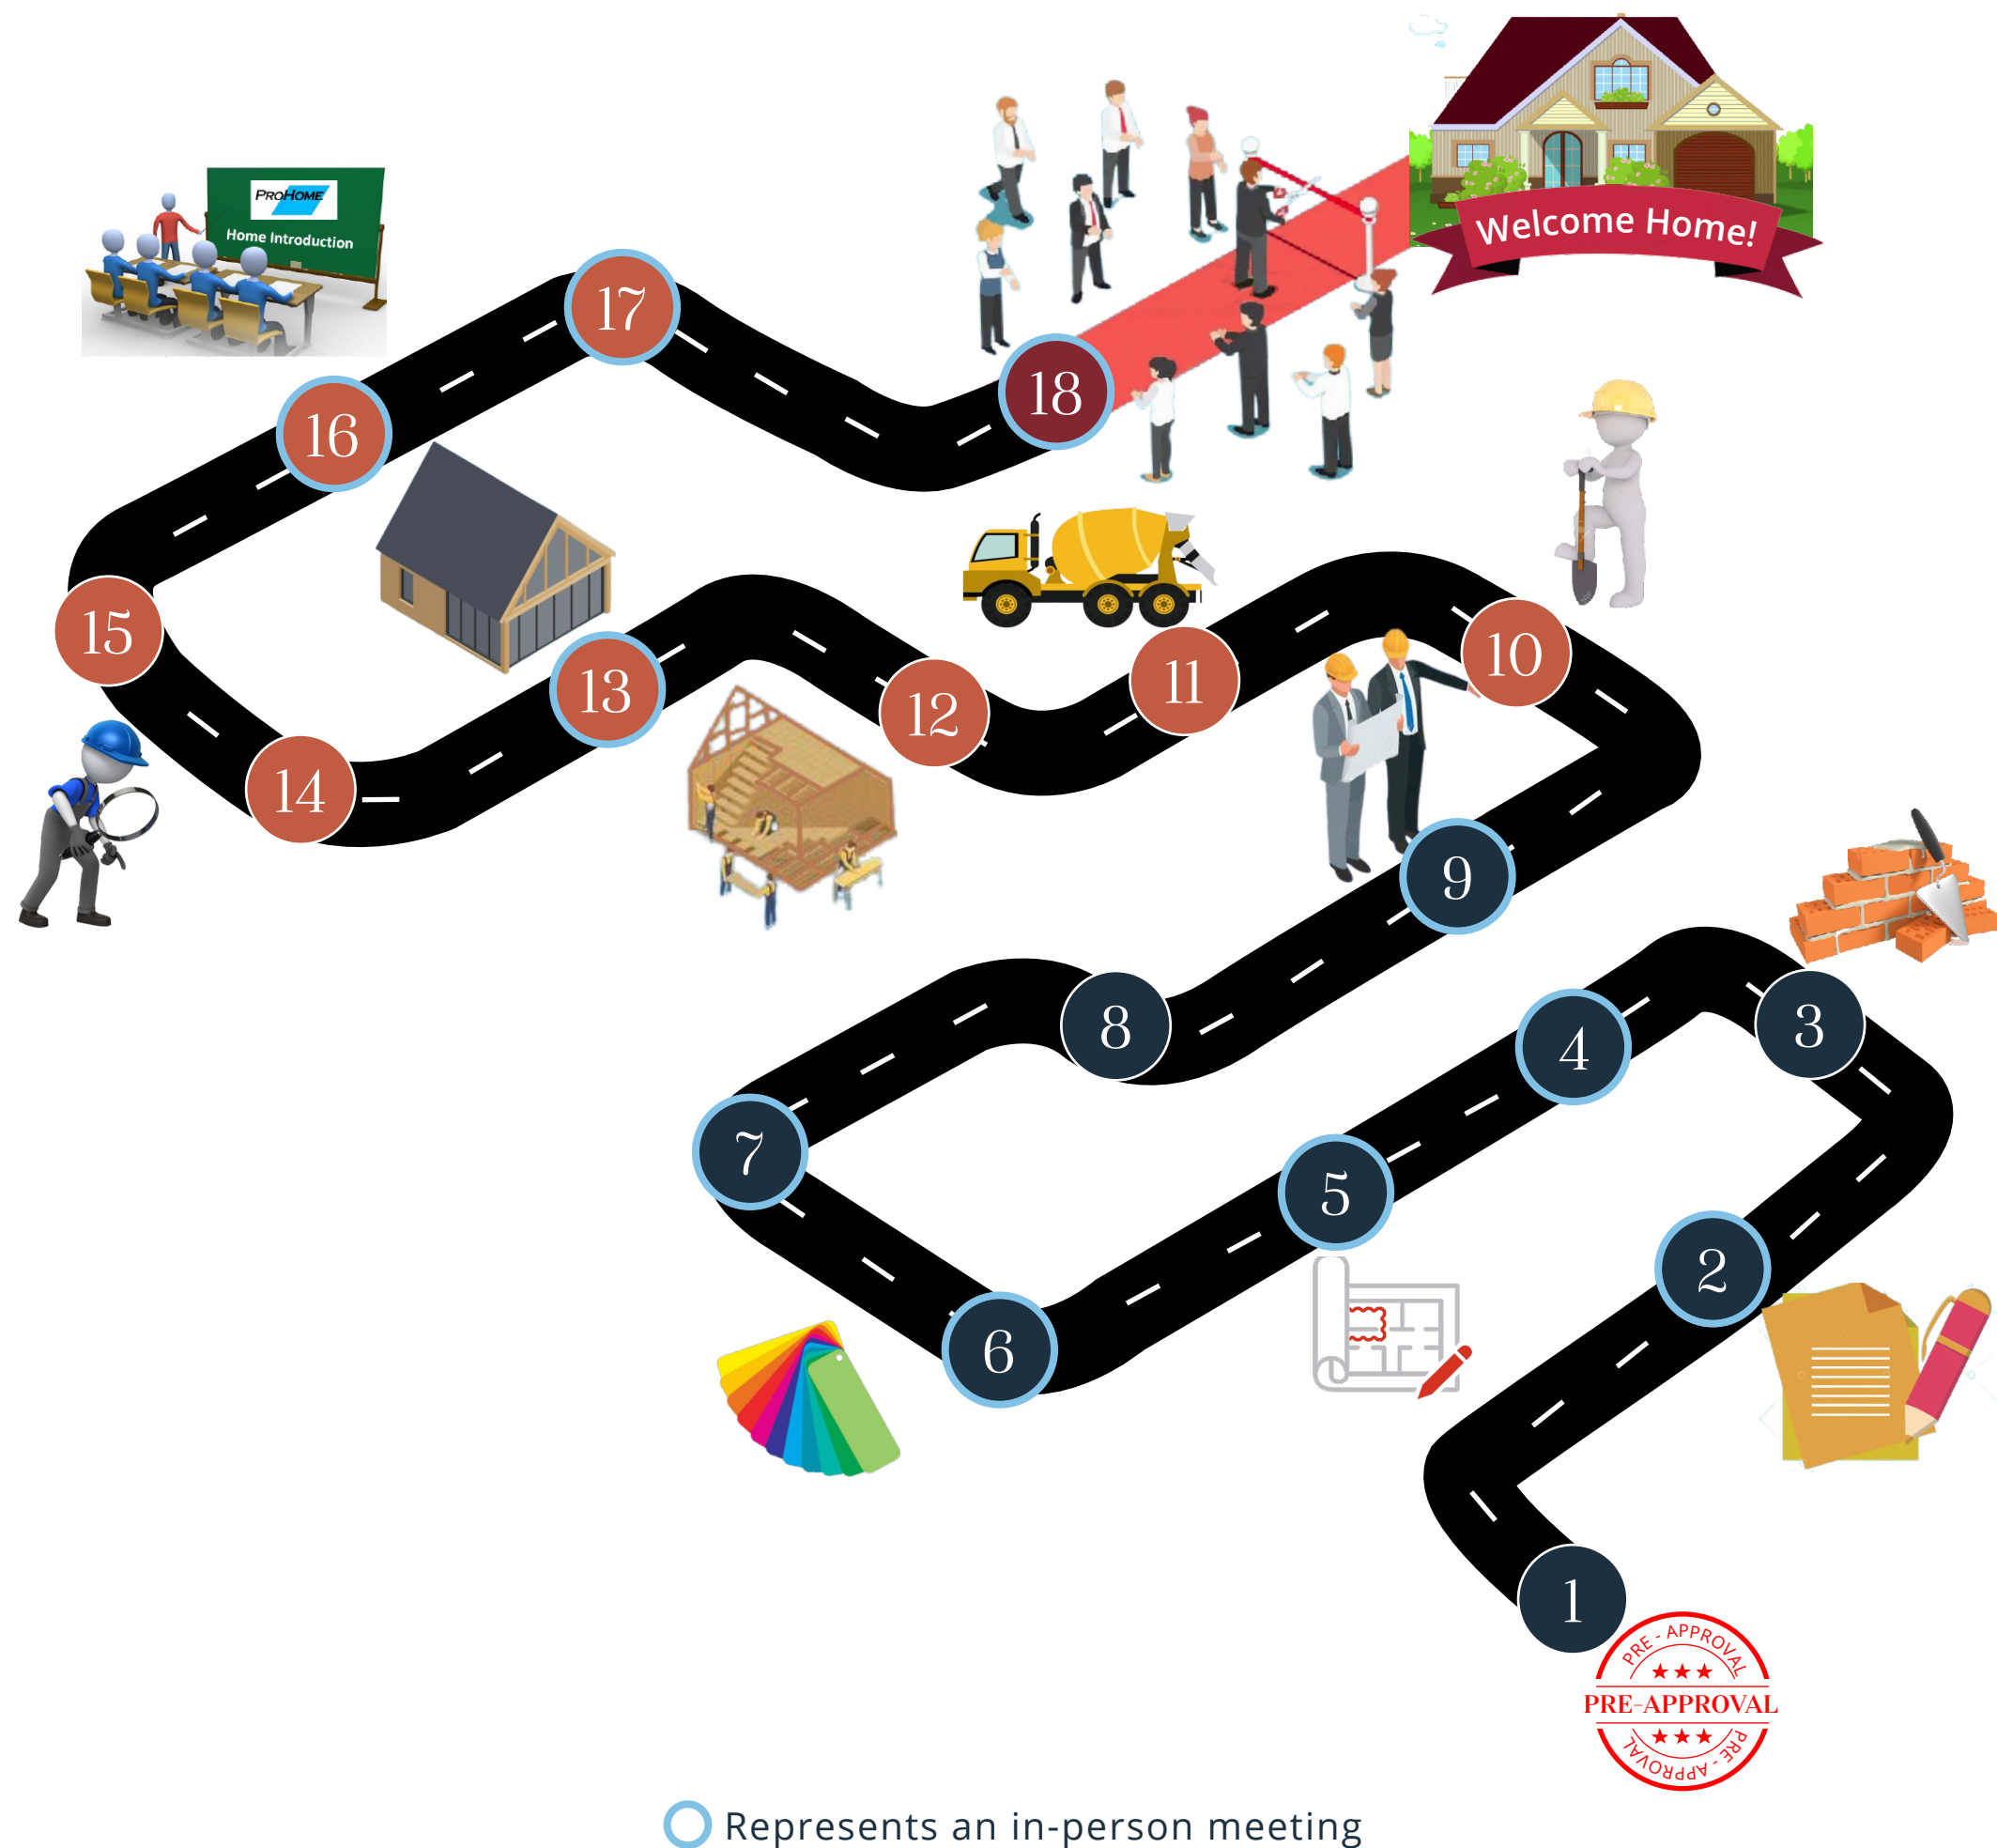 Welcome Home!
PROHOME
Home Introduction
17
18
16
15
13
10
11
12
14
9
8
3
4
7
5
2
6
1
PRE - APPROVAL
PRE-APPROVAL
PRE - APPROVAL
Represents an in-person meeting